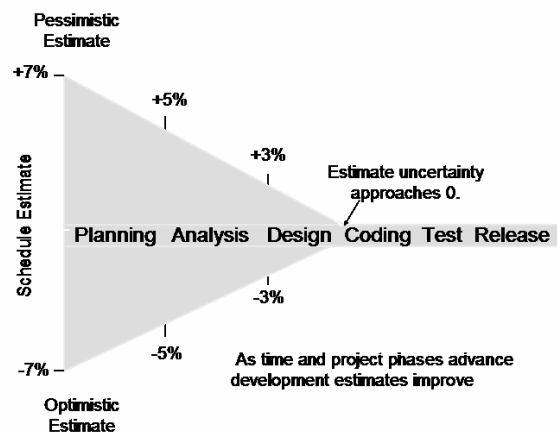 Pessimistic
Estimate
+7%
+5%
+3%
Estimate uncertainty
approaches 0.
Schedule Estimate
Planning Analysis Design Coding Test Release
-3%
-5%
-7%
As time and project phases advance
development estimates improve
Optimistic
Estimate